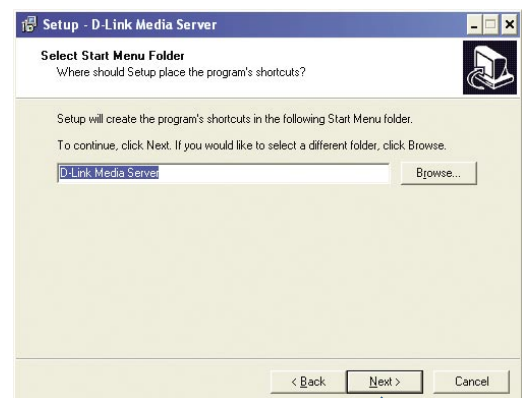 Setup - D-Link Media Server
Select Start Menu Folder
Where should Setup place the program's shortcuts?
Setup will create the program's shortcuts in the following Start Menu folder.
To continue, click Next. If you would like to select a different folder, click Browse.
D-Link Media Server
Browse...
< Back
Next >
Cancel